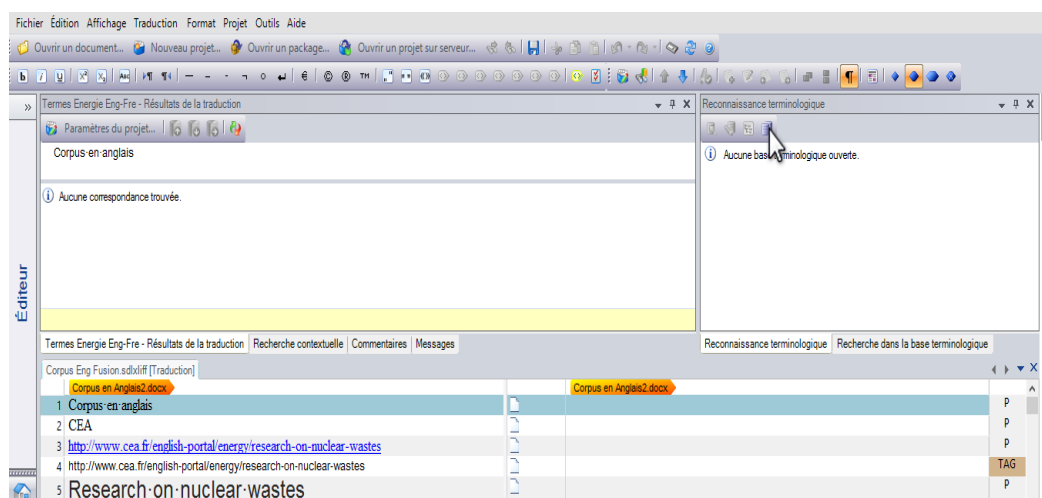 Fichier Édition Affichage Traduction Format Projet Outils Aide
Ouvrir un document... Nouveau projet... Ouvrir un package... Ouvrir un projet sur serveur...
Termes Energie Eng-Fre - Résultats de la traduction
Reconnaissance terminologique
Paramètres du projet...
Corpus·en·anglais
Aucune base terminologique ouverte.
Aucune correspondance trouvée.
Éditeur
Termes Energie Eng-Fre - Résultats de la traduction Recherche contextuelle Commentaires Messages
Reconnaissance terminologique Recherche dans la base terminologique
Corpus Eng Fusion.sdlxliff [Traduction]
Corpus en Anglais2.docx Corpus en Anglais2.docx
1 Corpus·en·anglais P
2 CEA P
3 http://www.cea.fr/english-portal/energy/research-on-nuclear-wastes P
4 http://www.cea.fr/english-portal/energy/research-on-nuclear-wastes TAG
5 Research·on·nuclear·wastes P